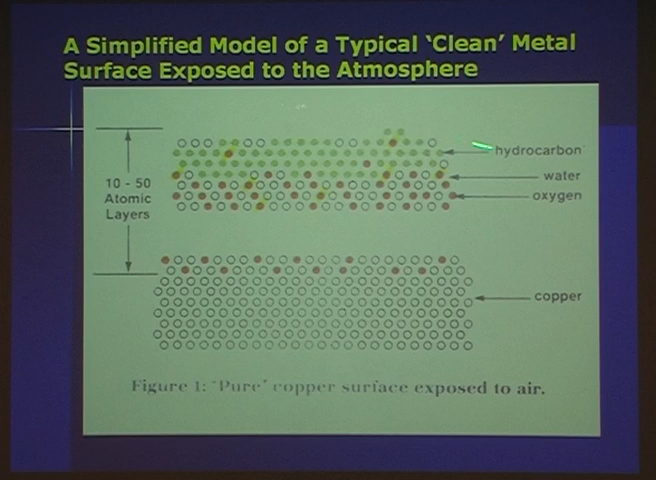 A Simplified Model of a Typical ‘Clean’ Metal
Surface Exposed to the Atmosphere
hydrocarbon
10 - 50
Atomic
Layers
water
oxygen
copper
Figure 1: "Pure" copper surface exposed to air.